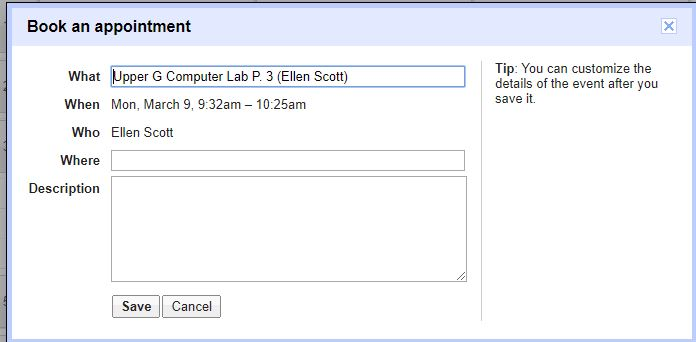 Book an appointment
What Upper G Computer Lab P. 3 (Ellen Scott)
When Mon, March 9, 9:32am – 10:25am
Who Ellen Scott
Where
Description
Save Cancel
Tip: You can customize the
details of the event after you
save it.